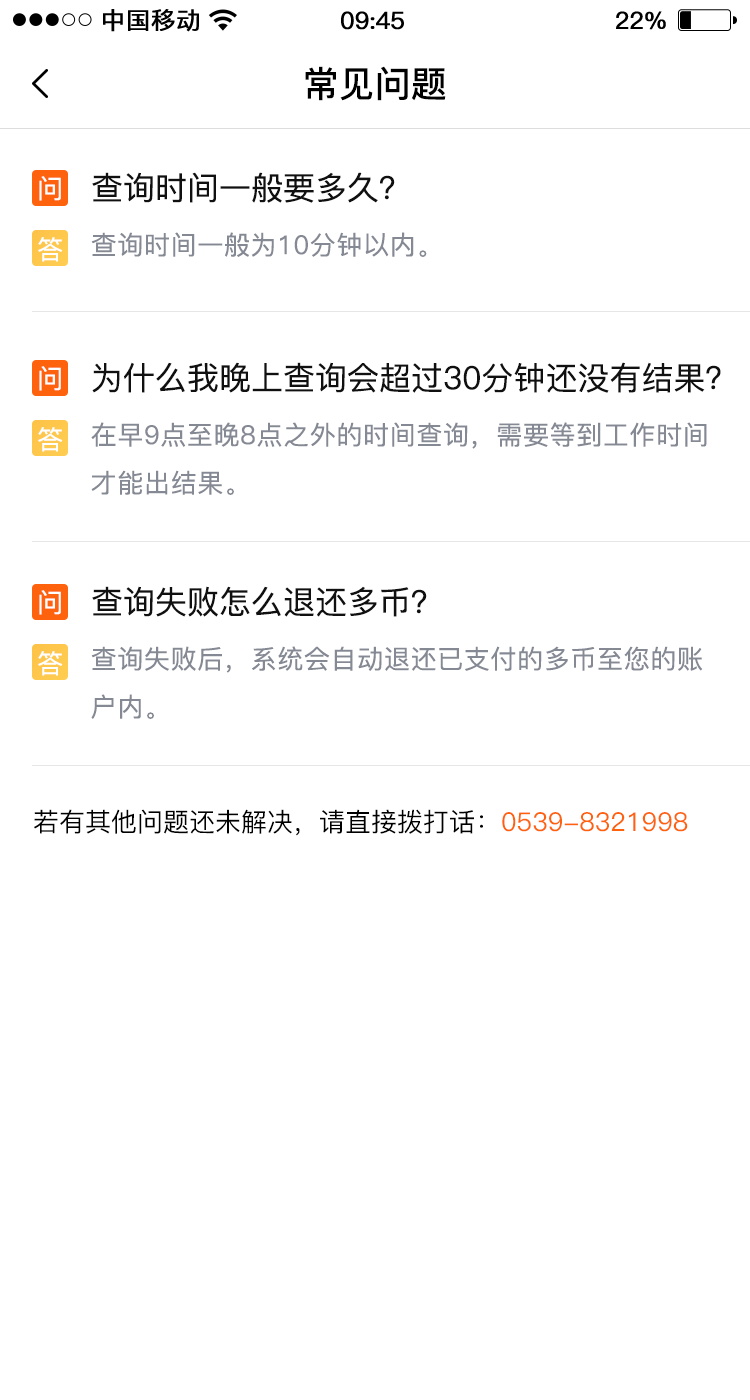 中国移动 09:45 22%
常见问题
问 查询时间一般要多久?
答 查询时间一般为10分钟以内。
问 为什么我晚上查询会超过30分钟还没有结果?
答 在早9点至晚8点之外的时间查询，需要等到工作时间
才能出结果。
问 查询失败怎么退还多币?
答 查询失败后，系统会自动退还已支付的多币至您的账
户内。
若有其他问题还未解决，请直接拨打话：0539-8321998